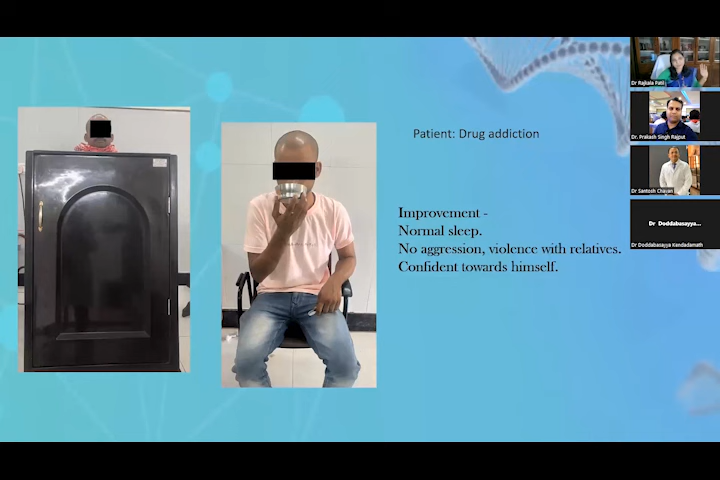 Patient: Drug addiction
Improvement -
Normal sleep.
No aggression, violence with relatives.
Confident towards himself.
Dr Rajkala Patil
Dr. Prakash Singh Rajput
Dr Santosh Chavan
Dr Doddabasayya...
Dr Doddabasayya Kendadamath